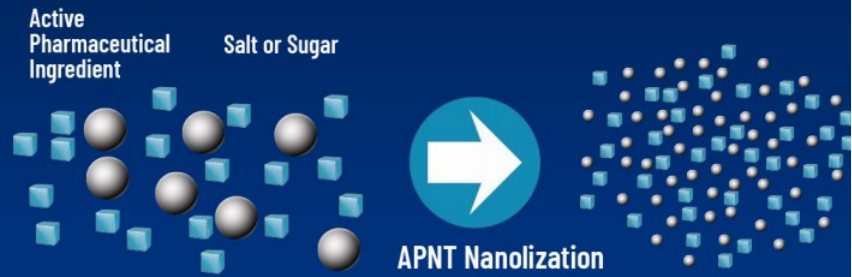 Active
Pharmaceutical
Ingredient
Salt or Sugar
APNT Nanolization